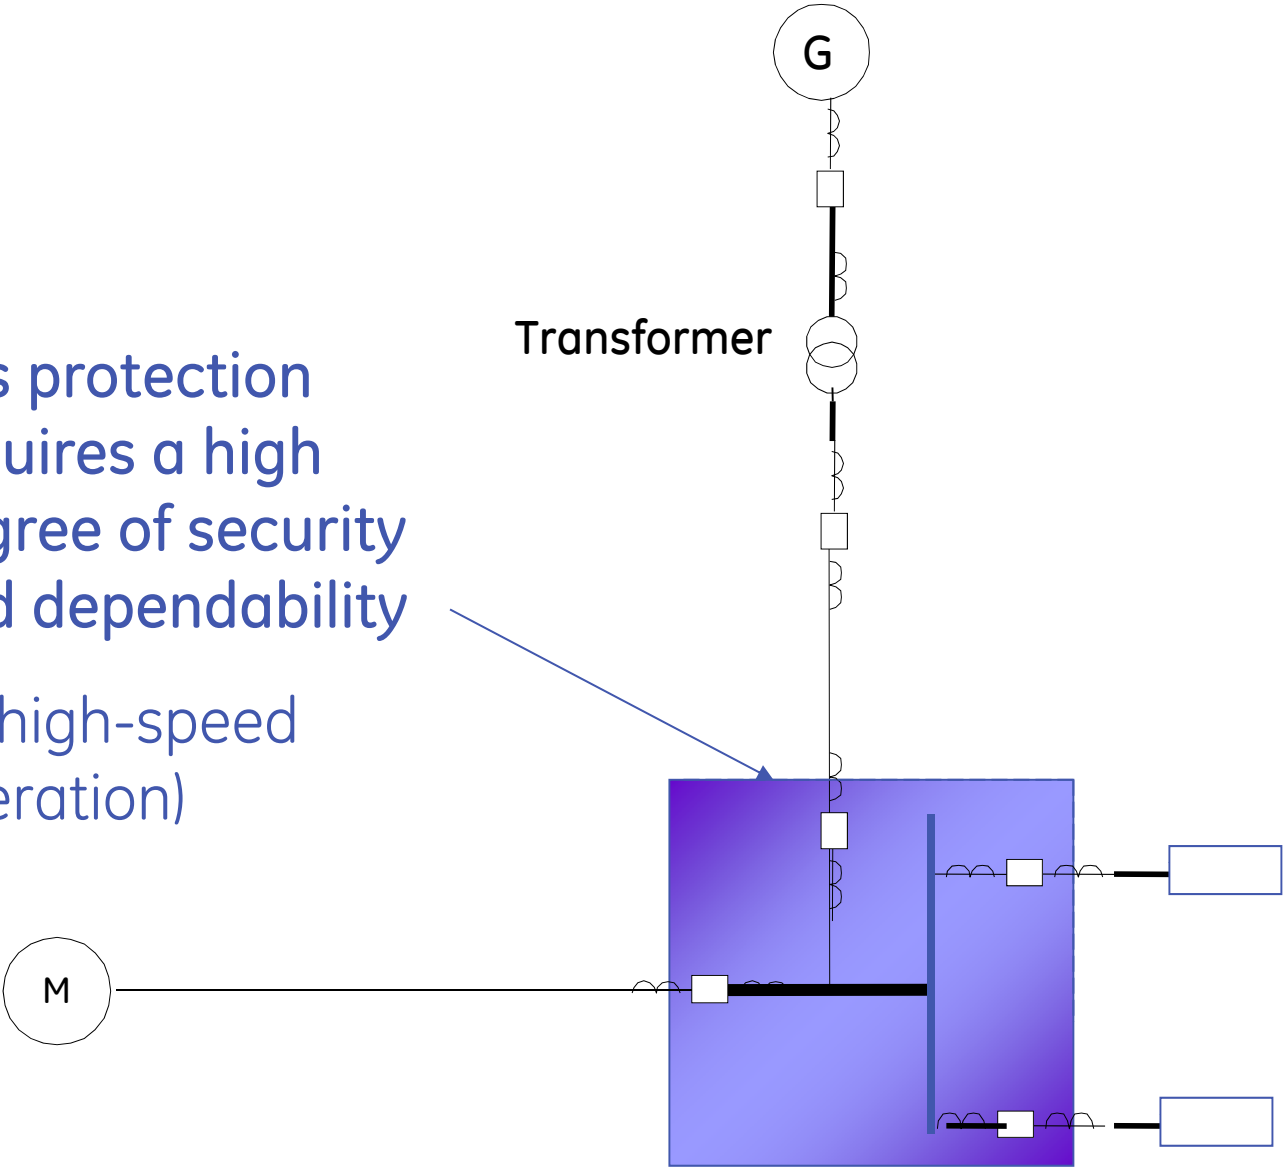 G
Transformer
s protection
uires a high
gree of security
d dependability
high-speed
eration)
M